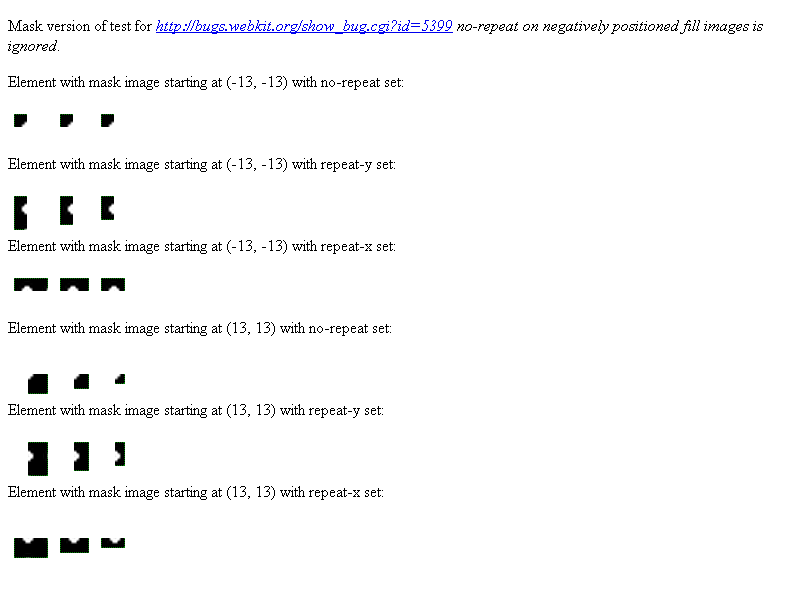 Mask version of test for http://bugs.webkit.org/show_bug.cgi?id=5399 no-repeat on negatively positioned fill images is
ignored.
Element with mask image starting at (-13, -13) with no-repeat set:
Element with mask image starting at (-13, -13) with repeat-y set:
Element with mask image starting at (-13, -13) with repeat-x set:
Element with mask image starting at (13, 13) with no-repeat set:
Element with mask image starting at (13, 13) with repeat-y set:
Element with mask image starting at (13, 13) with repeat-x set: